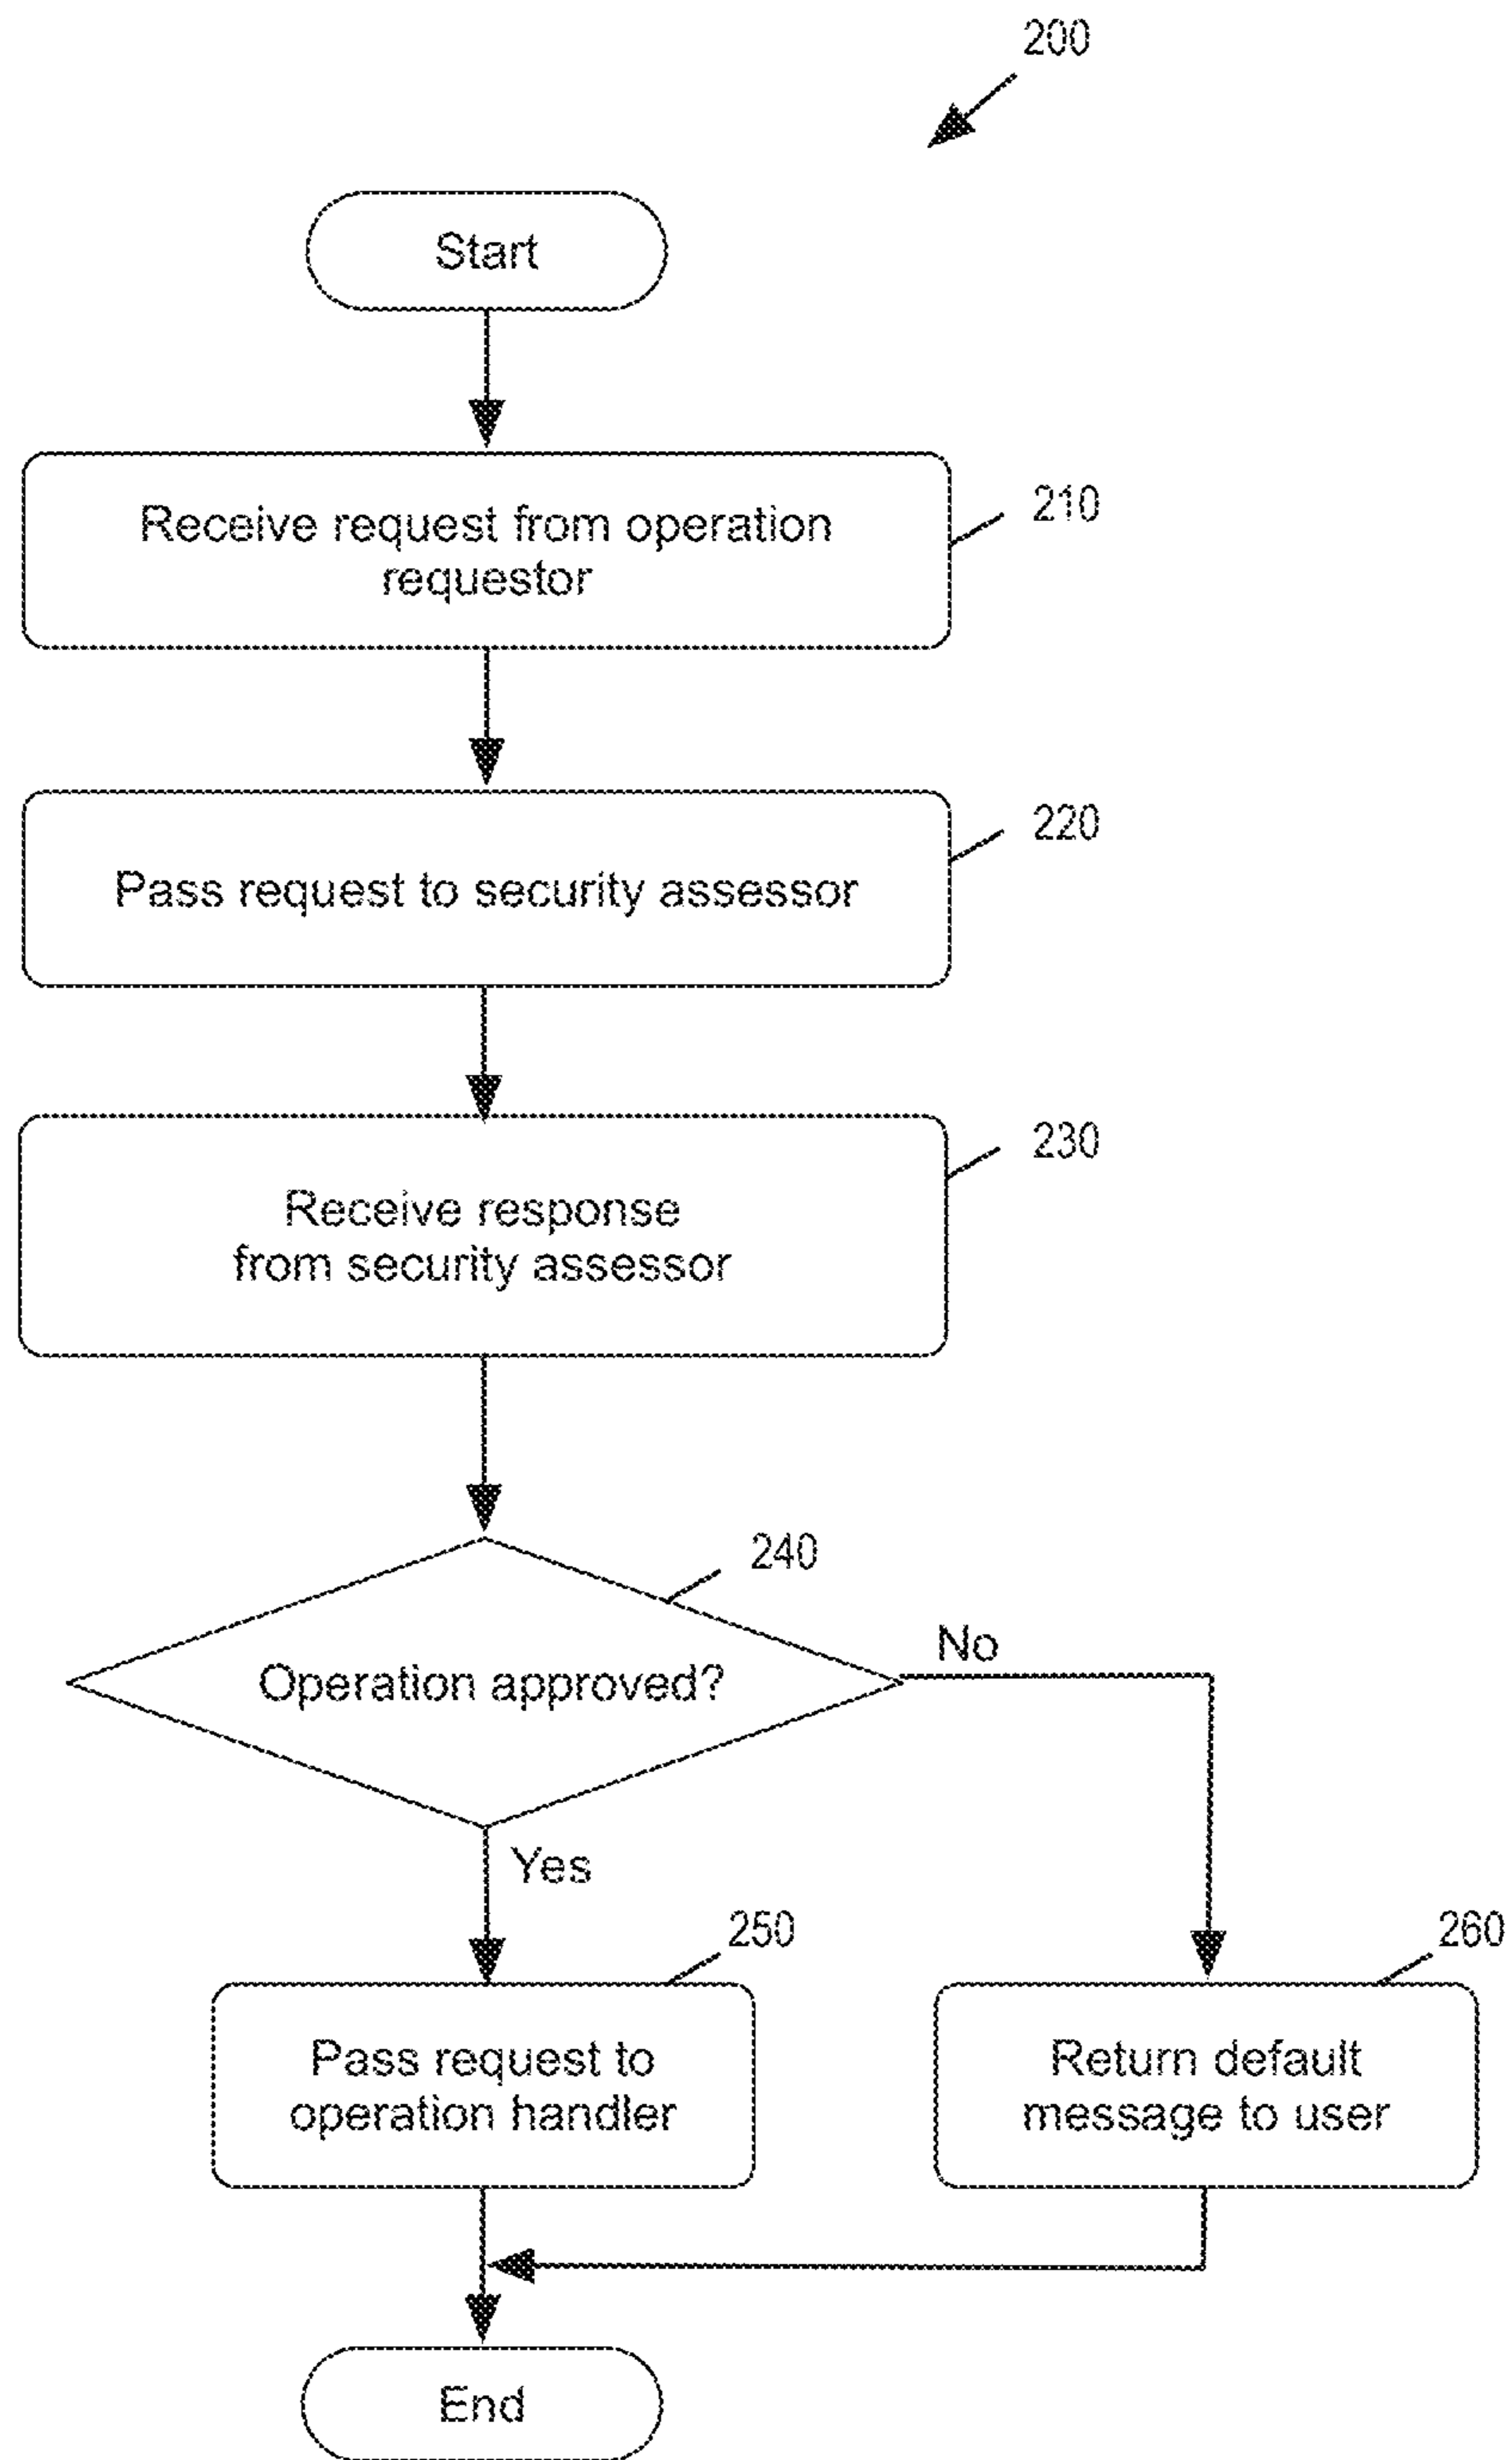 200
Start
Receive request from operation
requestor
210
Pass request to security assessor
220
Receive response
from security assessor
230
Operation approved?
240
No
Yes
250
Pass request to
operation handler
260
Return default
message to user
End